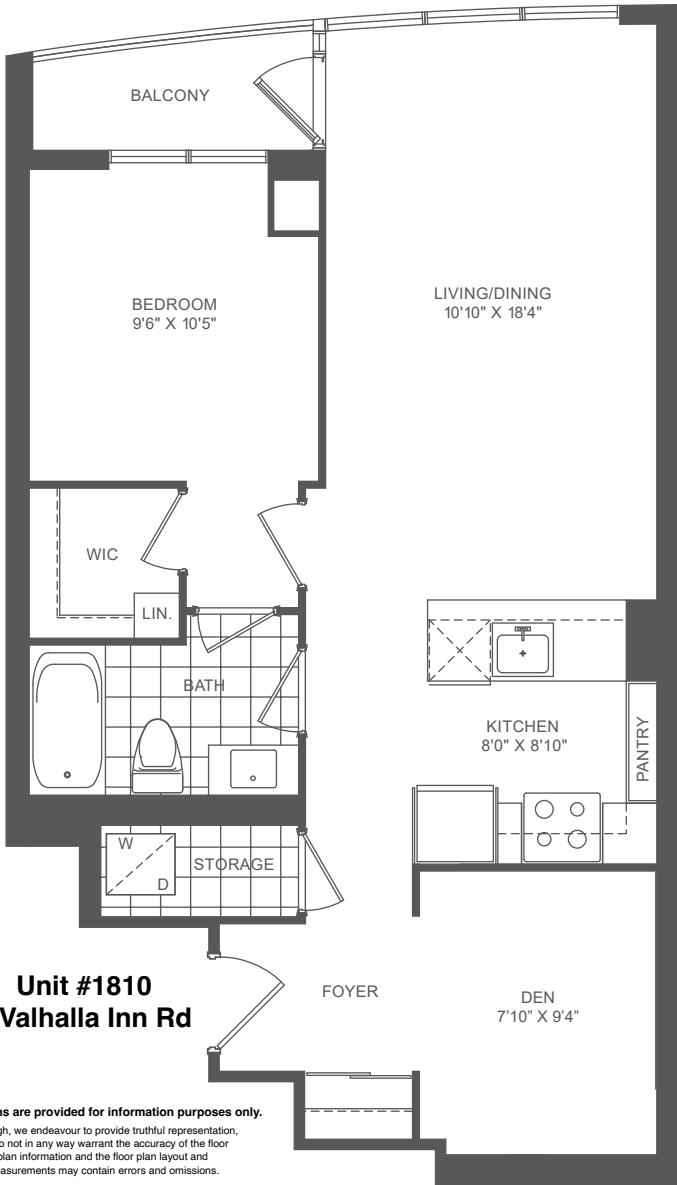 BALCONY
BEDROOM
9'6" X 10'5"
LIVING/DINING
10'10" X 18'4"
WIC
LIN.
BATH
KITCHEN
8'0" X 8'10"
PANTRY
W
D
STORAGE
FOYER
DEN
7'10" X 9'4"
Unit #1810
Valhalla Inn Rd
are provided for information purposes only.
we endeavour to provide truthful representation,
not in any way warrant the accuracy of the floor
plan information and the floor plan layout and
may contain errors and omissions.